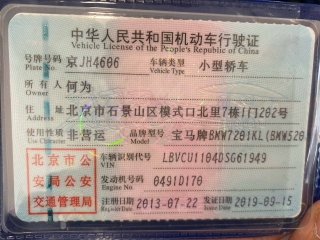 中华人民共和国机动车行驶证
Vehicle License of the People's Republic of China
号牌号码 京JH4606 车辆类型 小型轿车
Plate No. Vehicle Type
所有人 何为
Owner
住址 北京市石景山区模式口北里7栋1门202号
Address
使用性质 非营运 品牌型号 宝马牌BMW7201KL(BMW520
Use Character Model
北京市公安局公安交通管理局
车辆识别代号 LBVCU1104DSG61949
VIN
发动机号码 0491D170
Engine No.
注册日期 2013-07-22 发证日期 2019-09-15
Register Date Issue Date